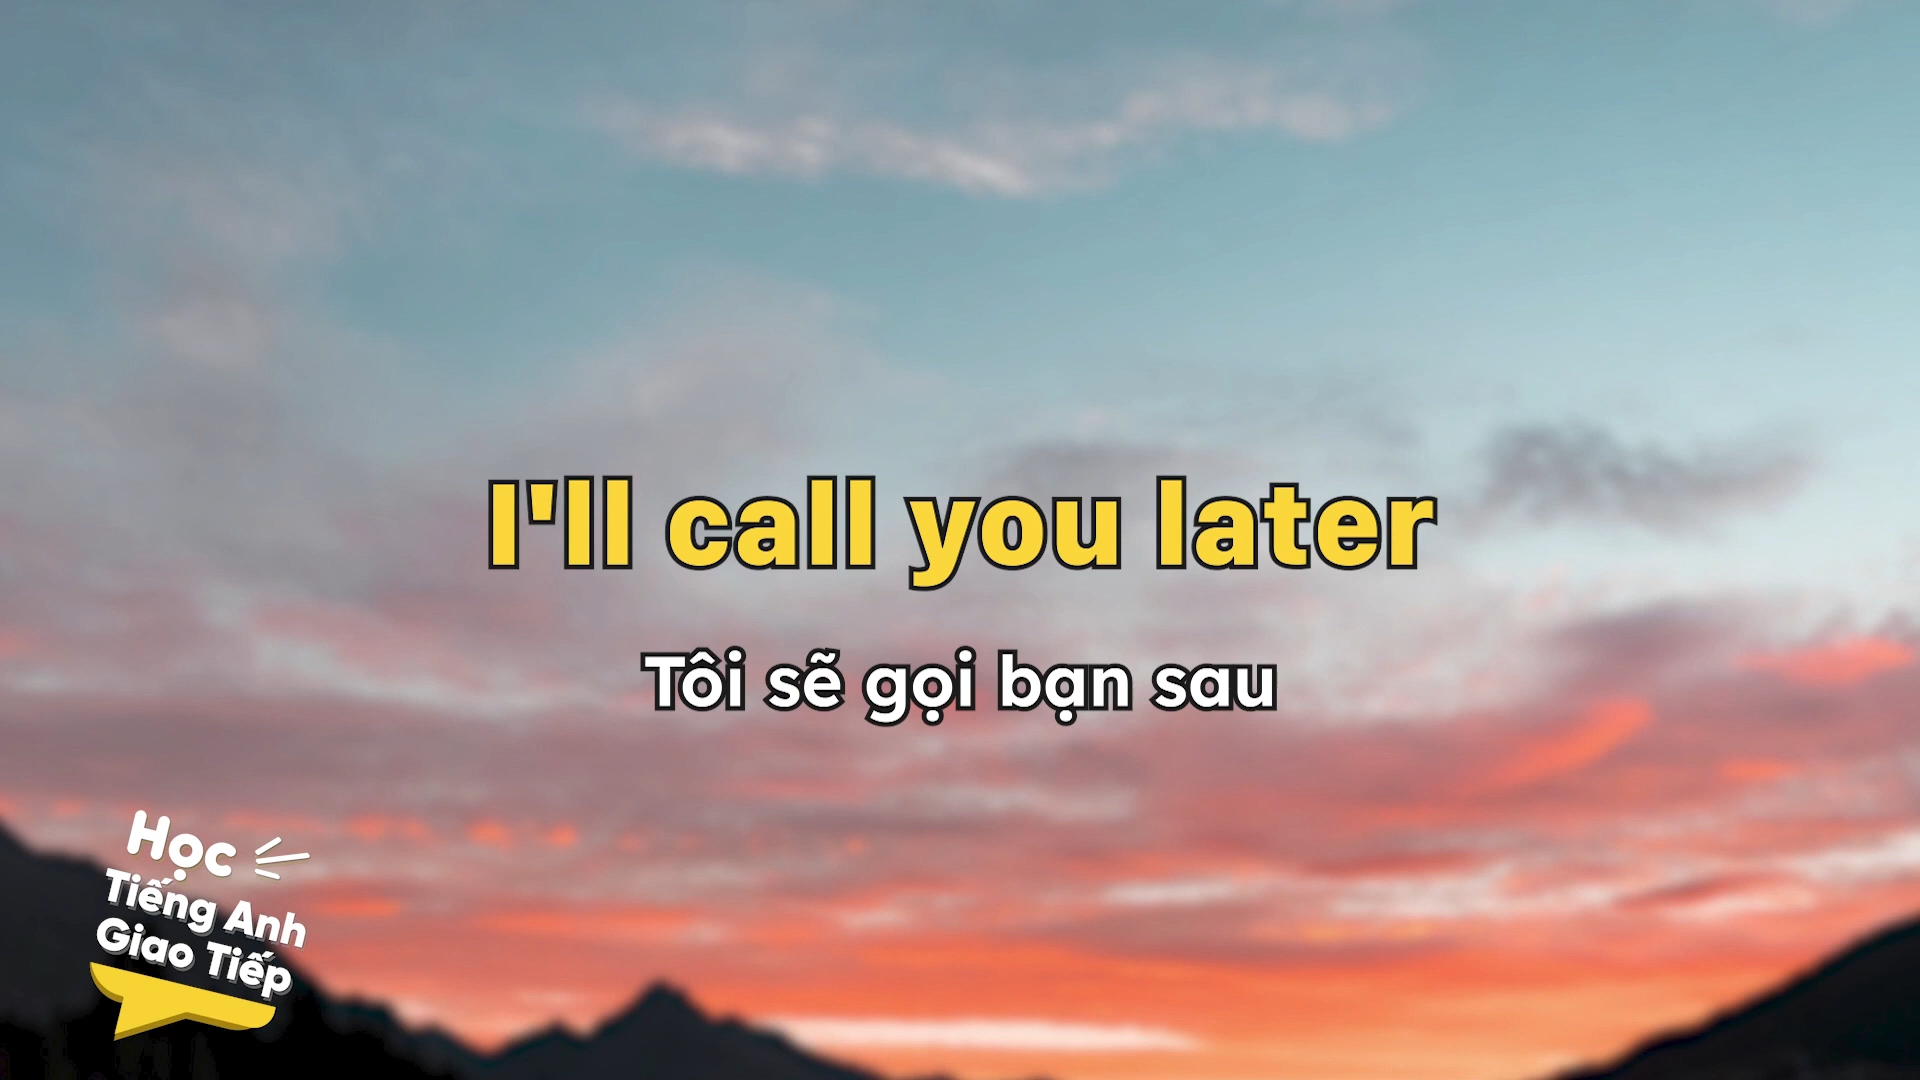 I'll call you later
Tôi sẽ gọi bạn sau
Học
Tiếng Anh
Giao Tiếp